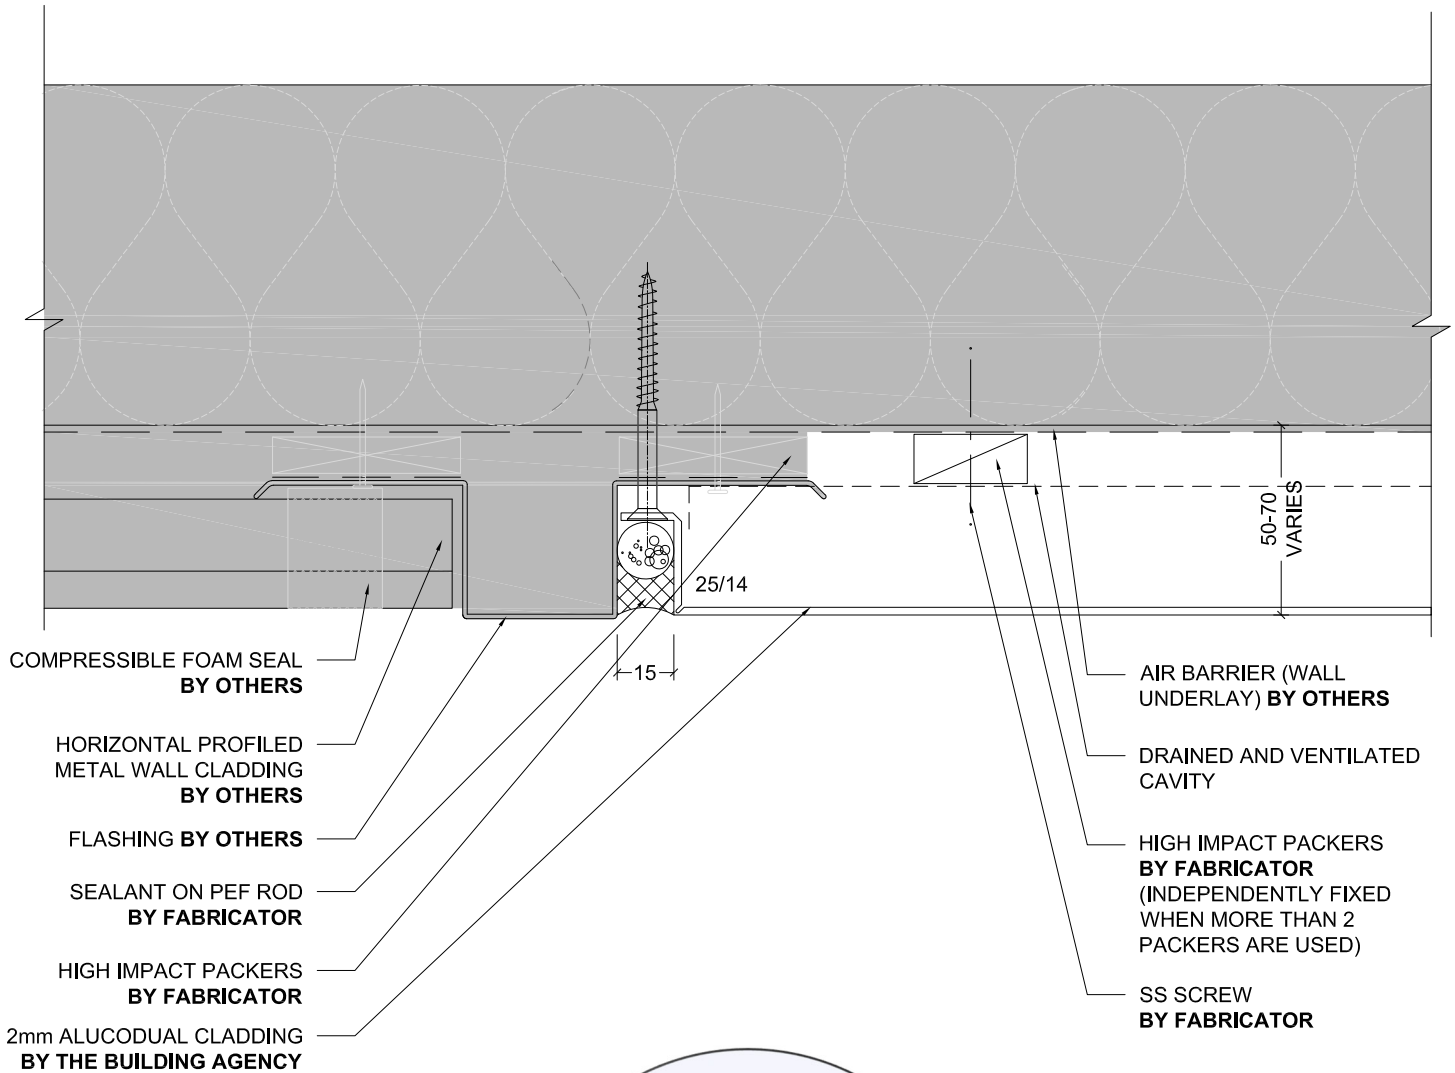 50-70
VARIES
25/14
15
COMPRESSIBLE FOAM SEAL
BY OTHERS
HORIZONTAL PROFILED
METAL WALL CLADDING
BY OTHERS
FLASHING BY OTHERS
SEALANT ON PEF ROD
BY FABRICATOR
HIGH IMPACT PACKERS
BY FABRICATOR
2mm ALUCODUAL CLADDING
BY THE BUILDING AGENCY
AIR BARRIER (WALL
UNDERLAY) BY OTHERS
DRAINED AND VENTILATED
CAVITY
HIGH IMPACT PACKERS
BY FABRICATOR
(INDEPENDENTLY FIXED
WHEN MORE THAN 2
PACKERS ARE USED)
SS SCREW
BY FABRICATOR